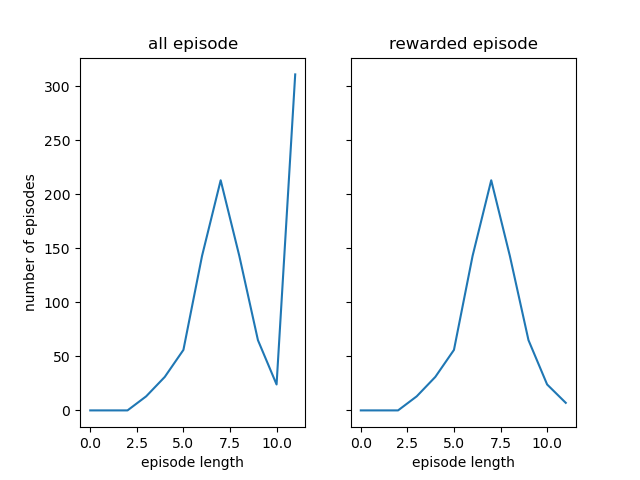 all episode
rewarded episode
number of episodes
300
250
200
150
100
50
0
0.0 2.5 5.0 7.5 10.0
0.0 2.5 5.0 7.5 10.0
episode length
episode length